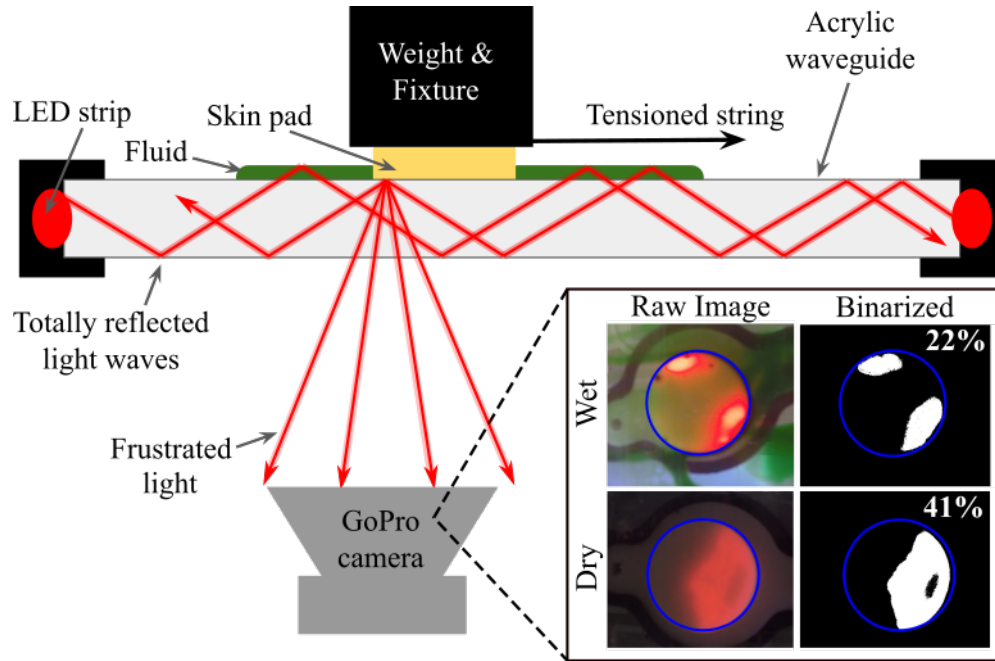 Weight &
Fixture
Acrylic
waveguide
LED strip
Skin pad
Tensioned string
Fluid
Totally reflected
light waves
Raw Image
Binarized
22%
Wet
Frustrated
light
41%
GoPro
camera
Dry